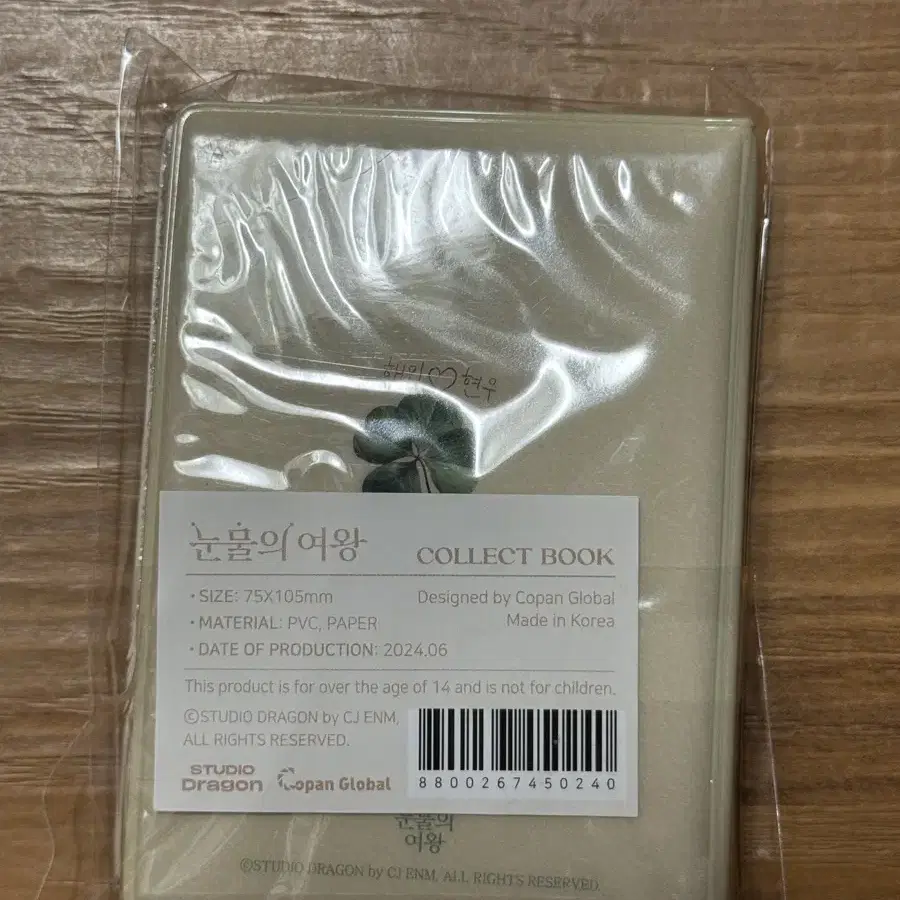 해인♡현우
눈물의 여왕
COLLECT BOOK
• SIZE: 75X105mm
Designed by Copan Global
• MATERIAL: PVC, PAPER
Made in Korea
• DATE OF PRODUCTION: 2024.06
This product is for over the age of 14 and is not for children.
©STUDIO DRAGON by CJ ENM,
ALL RIGHTS RESERVED.
STUDIO
Dragon
Copan Global
8800267450240
눈물의
여왕
©STUDIO DRAGON by CJ ENM, ALL RIGHTS RESERVED.